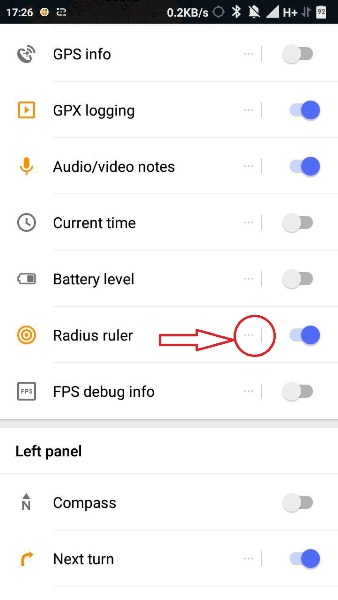 17:26 0.2KB/s H+ 92
GPS info
GPX logging
Audio/video notes
Current time
Battery level
Radius ruler
FPS FPS debug info
Left panel
N Compass
Next turn